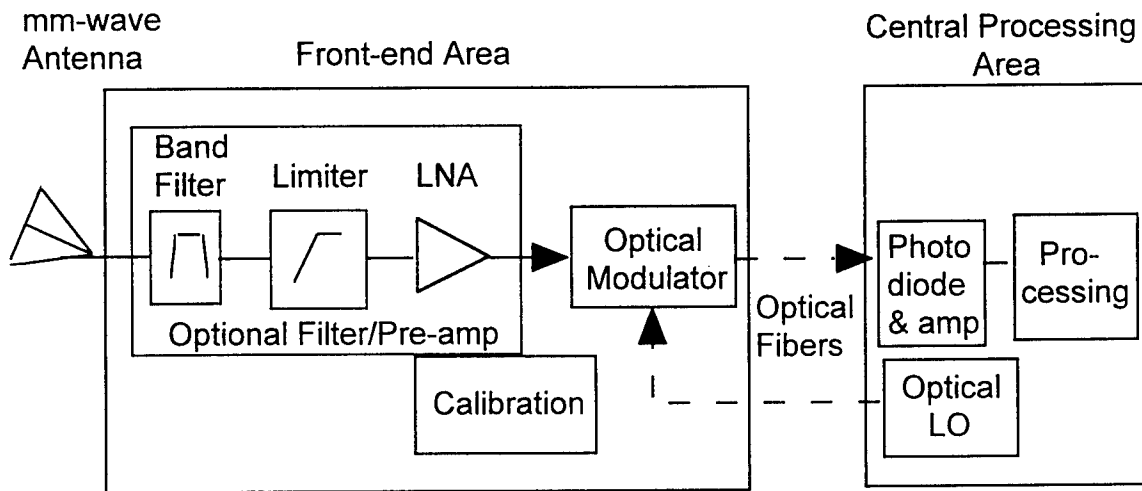 mm-wave
Antenna
Front-end Area
Central Processing
Area
Band
Filter
Limiter
LNA
Optical
Modulator
Optical
Fibers
Photo
diode
& amp
Pro-
cessing
Optional Filter/Pre-amp
Calibration
Optical
LO